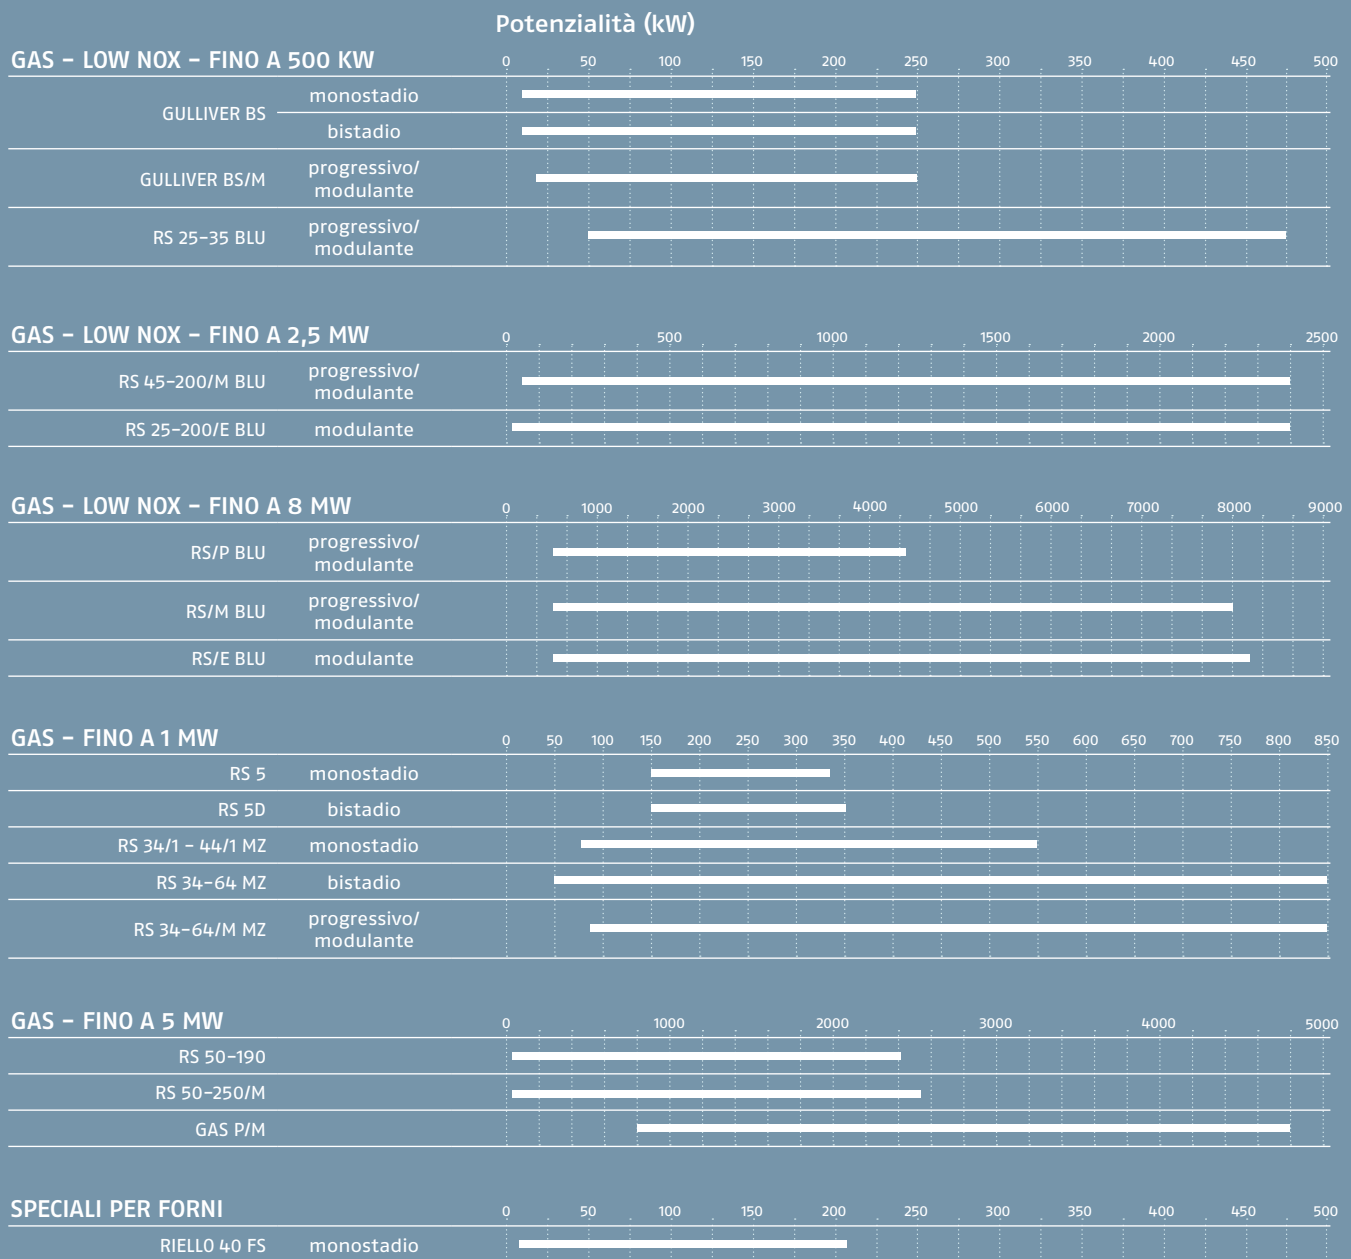 Potenzialità (kW)
GAS – LOW NOX – FINO A 500 KW 0 50 100 150 200 250 300 350 400 450 500
GULLIVER BS monostadio
bistadio
GULLIVER BS/M progressivo/
modulante
RS 25–35 BLU progressivo/
modulante
GAS – LOW NOX – FINO A 2,5 MW 0 500 1000 1500 2000 2500
RS 45–200/M BLU progressivo/
modulante
RS 25–200/E BLU modulante
GAS – LOW NOX – FINO A 8 MW 0 1000 2000 3000 4000 5000 6000 7000 8000 9000
RS/P BLU progressivo/
modulante
RS/M BLU progressivo/
modulante
RS/E BLU modulante
GAS – FINO A 1 MW 0 50 100 150 200 250 300 350 400 450 500 550 600 650 700 750 800 850
RS 5 monostadio
RS 5D bistadio
RS 34/1 – 44/1 MZ monostadio
RS 34–64 MZ bistadio
RS 34–64/M MZ progressivo/
modulante
GAS – FINO A 5 MW 0 1000 2000 3000 4000 5000
RS 50–190
RS 50–250/M
GAS P/M
SPECIALI PER FORNI 0 50 100 150 200 250 300 350 400 450 500
RIELLO 40 FS monostadio